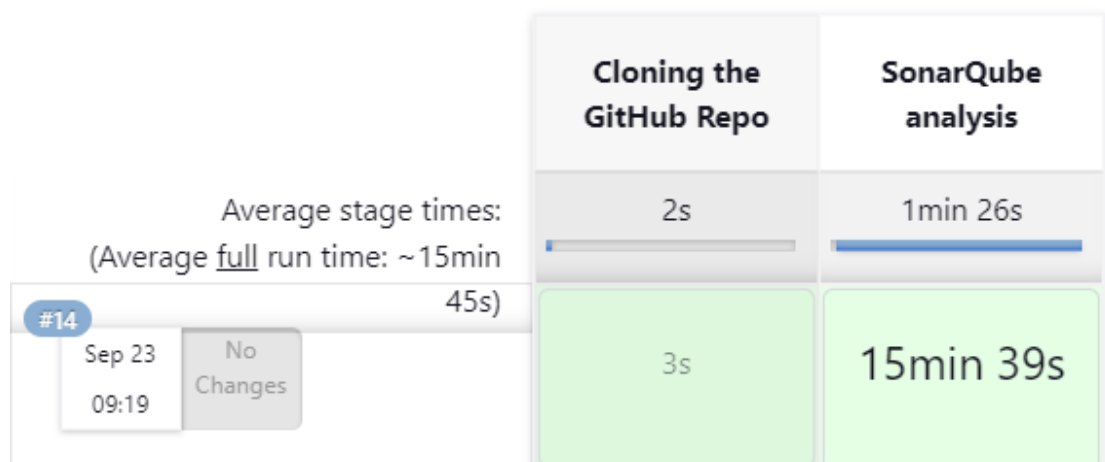 Cloning the
GitHub Repo
SonarQube
analysis
Average stage times:
(Average full run time: ~15min
45s)
2s
1min 26s
#14
Sep 23
09:19
No
Changes
3s
15min 39s